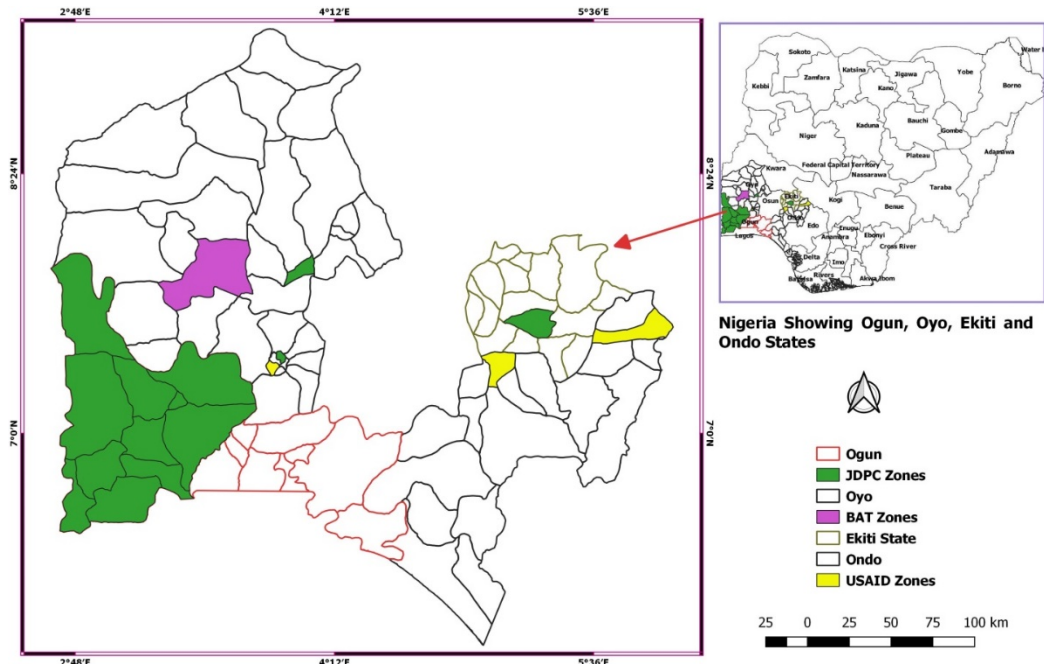 2°48'E 4°12'E 5°36'E
8°24'N
8°24'N
7°0'N
7°0'N
2°48'E 4°12'E 5°36'E
Sokoto
Katsina
Jigawa
Yobe
Zamfara
Kano
Kebbi
Borno
Kaduna
Bauchi
Gombe
Niger
Adamawa
Plateau
Federal Capital Territory
Kwara
Nassarawa
Taraba
Oyo
Osun
Ekiti
Kogi
Benue
Ogun
Edo
Enugu
Ebonyi
Lagos
Anambra
Cross River
Delta
Imo
Rivers
Akwa Ibom
Nigeria Showing Ogun, Oyo, Ekiti and
Ondo States
Ogun
JDPC Zones
Oyo
BAT Zones
Ekiti State
Ondo
USAID Zones
25 0 25 50 75 100 km